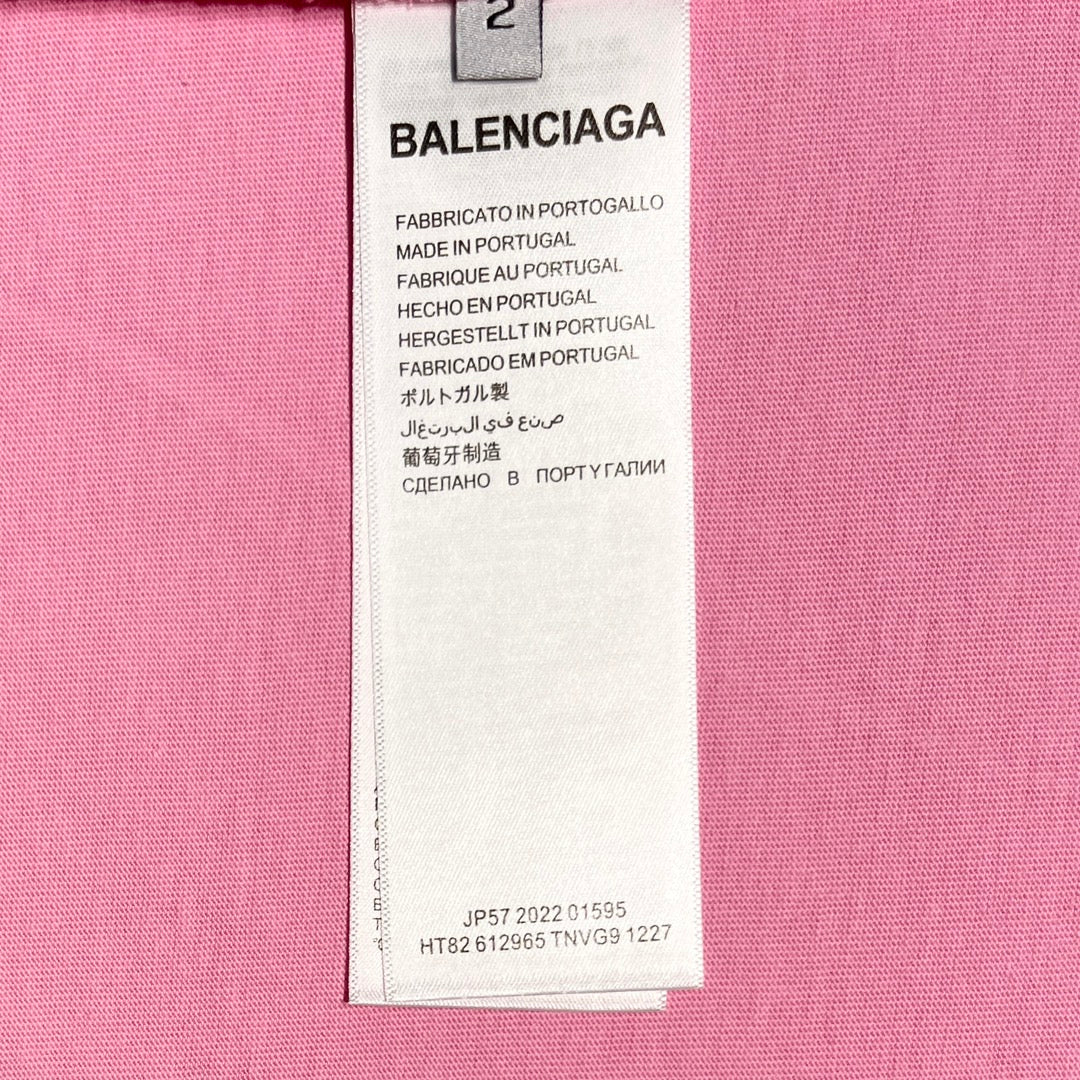 2
BALENCIAGA
FABBRICATO IN PORTOGALLO
MADE IN PORTUGAL
FABRIQUE AU PORTUGAL
HECHO EN PORTUGAL
HERGESTELLT IN PORTUGAL
FABRICADO EM PORTUGAL
ポルトガル製
صنع في البرتغال
葡萄牙制造
СДЕЛАНО В ПОРТYГАЛИИ
JP57 2022 01595
HT82 612965 TNVG9 1227